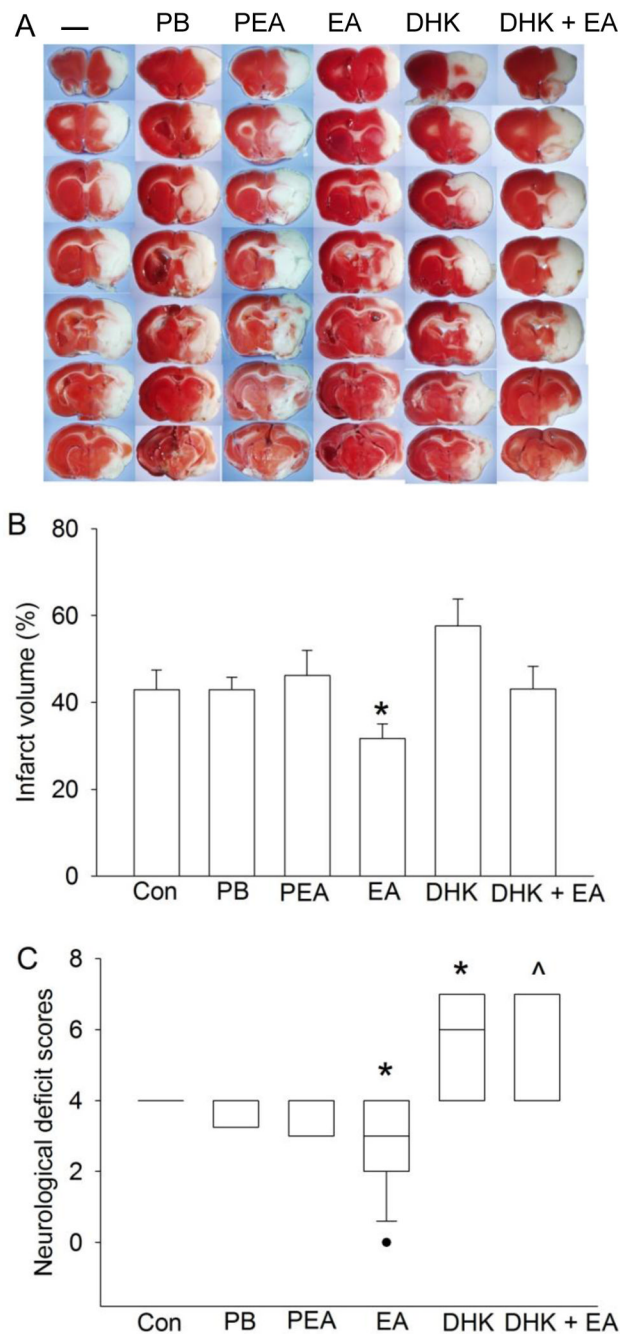 A — PB PEA EA DHK DHK + EA
B
80
60
40
20
0
Infarct volume (%)
*
Con PB PEA EA DHK DHK + EA
C
8
6
4
2
0
Neurological deficit scores
* * ^
Con PB PEA EA DHK DHK + EA